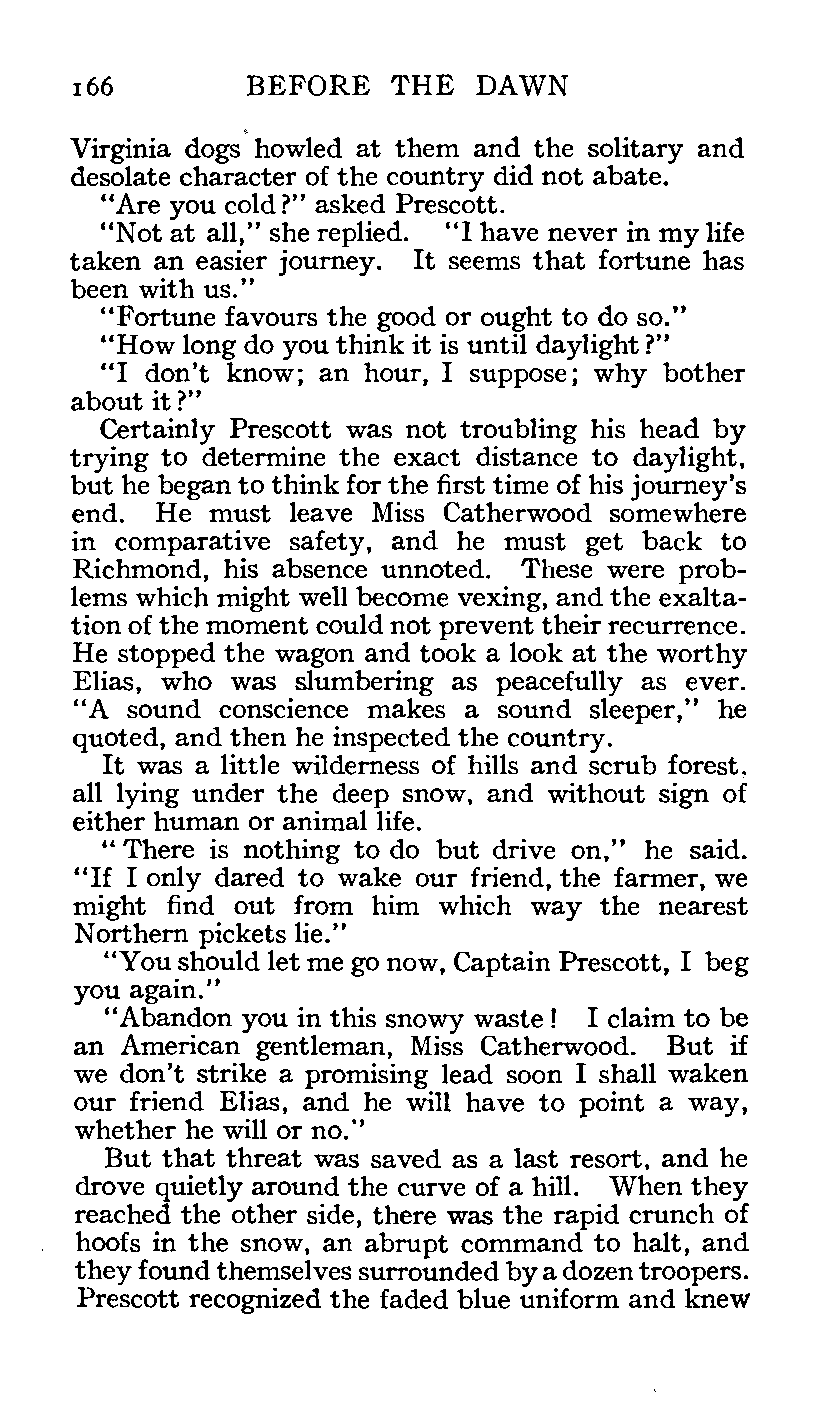 166 BEFORE THE DAWN
Virginia dogs howled at them and the solitary and
desolate character of the country did not abate.
"Are you cold?" asked Prescott.
"Not at all," she replied. "I have never in my life
taken an easier journey. It seems that fortune has
been with us."
"Fortune favours the good or ought to do so."
"How long do you think it is until daylight?"
"I don't know; an hour, I suppose; why bother
about it?"
Certainly Prescott was not troubling his head by
trying to determine the exact distance to daylight,
but he began to think for the first time of his journey's
end. He must leave Miss Catherwood somewhere
in comparative safety, and he must get back to
Richmond, his absence unnoted. These were prob-
lems which might well become vexing, and the exalta-
tion of the moment could not prevent their recurrence.
He stopped the wagon and took a look at the worthy
Elias, who was slumbering as peacefully as ever.
"A sound conscience makes a sound sleeper," he
quoted, and then he inspected the country.
It was a little wilderness of hills and scrub forest,
all lying under the deep snow, and without sign of
either human or animal life.
"There is nothing to do but drive on," he said.
"If I only dared to wake our friend, the farmer, we
might find out from him which way the nearest
Northern pickets lie."
"You should let me go now, Captain Prescott, I beg
you again."
"Abandon you in this snowy waste! I claim to be
an American gentleman, Miss Catherwood. But if
we don't strike a promising lead soon I shall waken
our friend Elias, and he will have to point a way,
whether he will or no."
But that threat was saved as a last resort, and he
drove quietly around the curve of a hill. When they
reached the other side, there was the rapid crunch of
hoofs in the snow, an abrupt command to halt, and
they found themselves surrounded by a dozen troopers.
Prescott recognized the faded blue uniform and knew